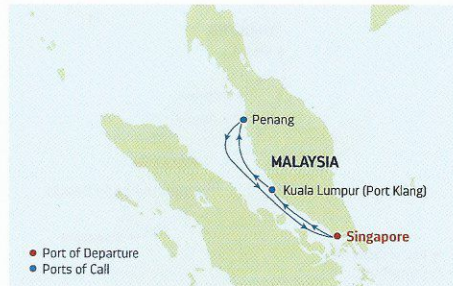 Penang
MALAYSIA
Kuala Lumpur (Port Klang)
Singapore
Port of Departure
Ports of Call